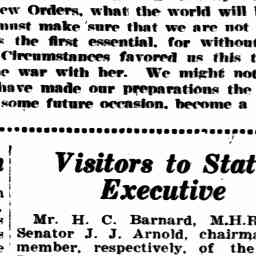 ew Orders, what the world will
must make sure that we are not
the first essential, for without
Circumstances favored us this t
e war with her. We might not
have made our preparations the
some future occasion, become a
Visitors to Stat
Executive
Mr. H. C. Barnard, M.H.R
Senator J. J. Arnold, chairma
member, respectively, of the